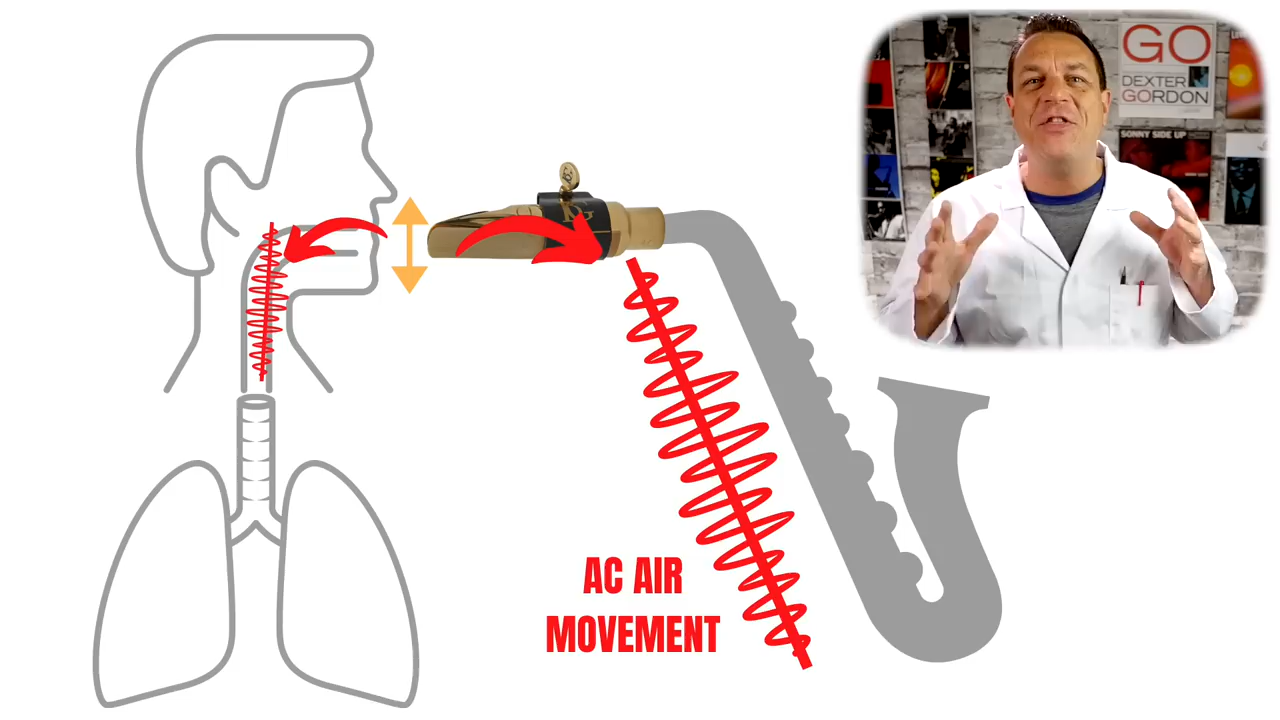 GO
DEXTER
GORDON
SONNY SIDE UP
AC AIR
MOVEMENT